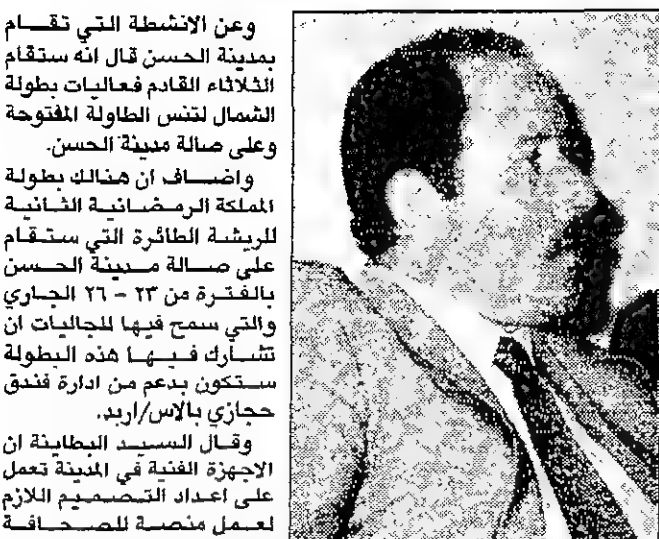 وعن الانشطة التي تقام
بمدينة الحسن قال انه ستقام
الثلاثاء القادم فعاليات بطولة
الشمال لتنس الطاولة المفتوحة
وعلى صالة مدينة الحسن.
واضاف ان هنالك بطولة
المملكة الرمضانية الثانية
للريشة الطائرة التي ستقام
على صالة مدينة الحسن
بالفترة من ٢٣ - ٢٦ الجاري
والتي سمح فيها للجاليات ان
تشارك فيها هذه البطولة
ستكون بدعم من ادارة فندق
حجازي بالاس/اربد.
وقال السيد البطاينة ان
الاجهزة الفنية في المدينة تعمل
على اعداد التصميم اللازم
لعمل منصة للصحافة